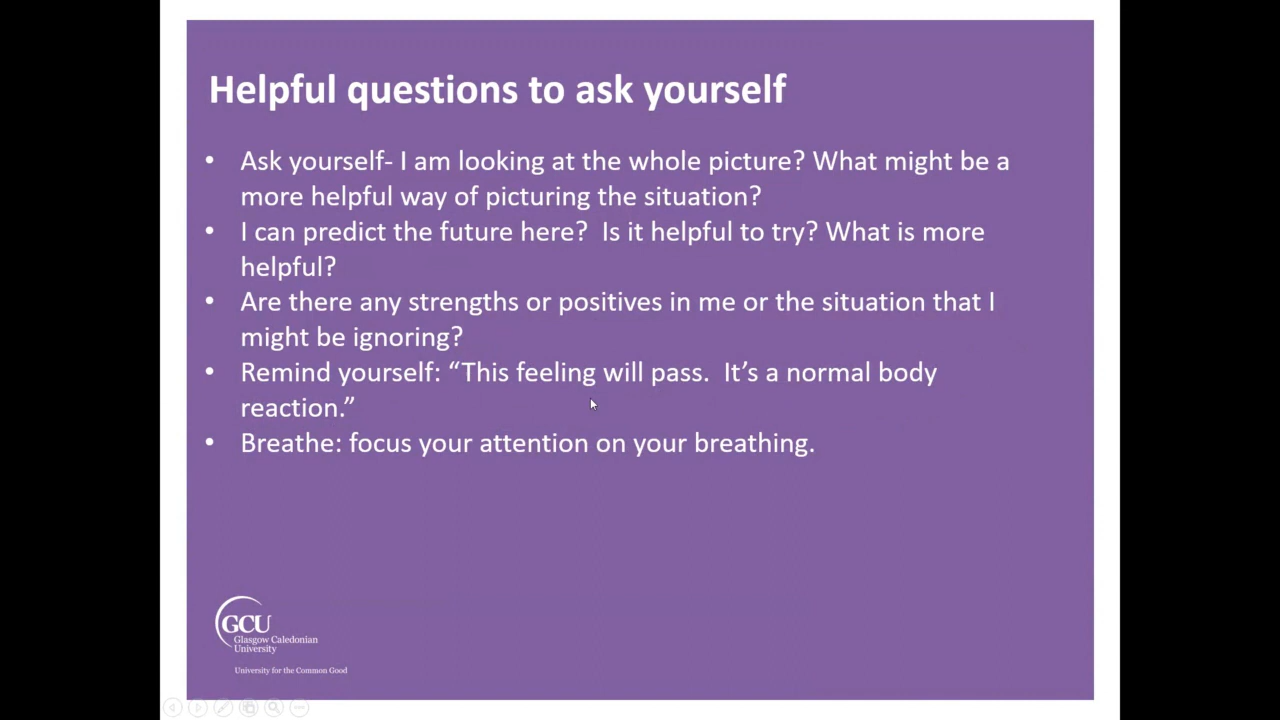 Helpful questions to ask yourself
• Ask yourself- I am looking at the whole picture? What might be a
more helpful way of picturing the situation?
• I can predict the future here?  Is it helpful to try? What is more
helpful?
• Are there any strengths or positives in me or the situation that I
might be ignoring?
• Remind yourself: “This feeling will pass.  It’s a normal body
reaction.”
• Breathe: focus your attention on your breathing.
GCU
Glasgow Caledonian
University
University for the Common Good